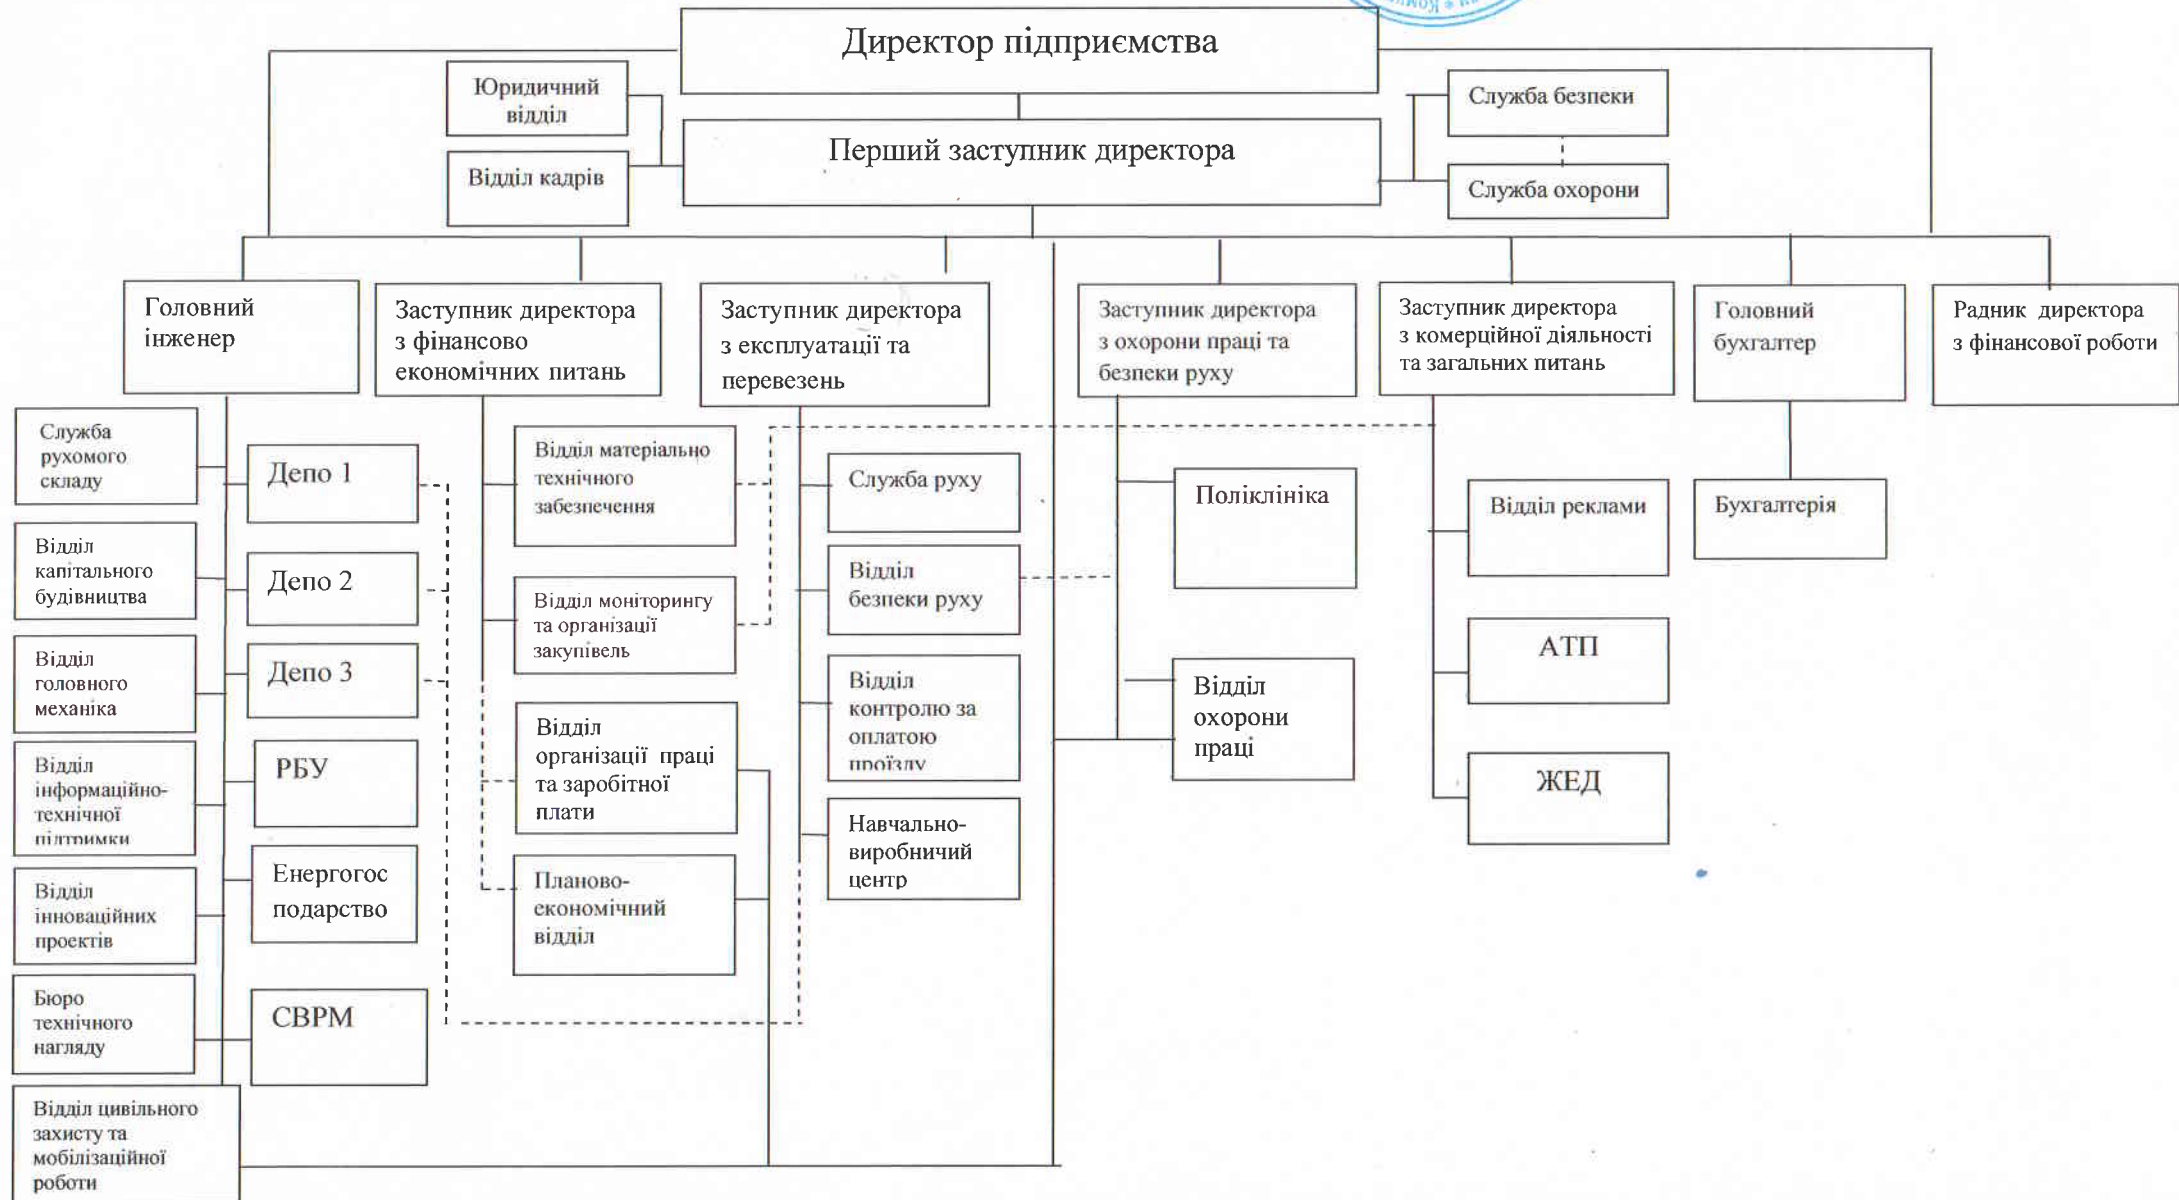 Директор підприємства
Юридичний
відділ
Служба безпеки
Перший заступник директора
Відділ кадрів
Служба охорони
Головний
інженер
Заступник директора
з фінансово
економічних питань
Заступник директора
з експлуатації та
перевезень
Заступник директора
з охорони праці та
безпеки руху
Заступник директора
з комерційної діяльності
та загальних питань
Головний
бухгалтер
Радник директора
з фінансової роботи
Служба
рухомого
складу
Відділ
капітального
будівництва
Відділ
головного
механіка
Відділ
інформаційно-
технічної
підтримки
Відділ
інноваційних
проектів
Бюро
технічного
нагляду
Відділ цивільного
захисту та
мобілізаційної
роботи
Депо 1
Депо 2
Депо 3
РБУ
Енергогос
подарство
СВРМ
Відділ матеріально
технічного
забезпечення
Відділ моніторингу
та організації
закупівель
Відділ
організації праці
та заробітної
плати
Планово-
економічний
відділ
Служба руху
Відділ
безпеки руху
Відділ
контролю за
оплатою
проїзду
Навчально-
виробничий
центр
Поліклініка
Відділ
охорони
праці
Відділ реклами
АТП
ЖЕД
Бухгалтерія